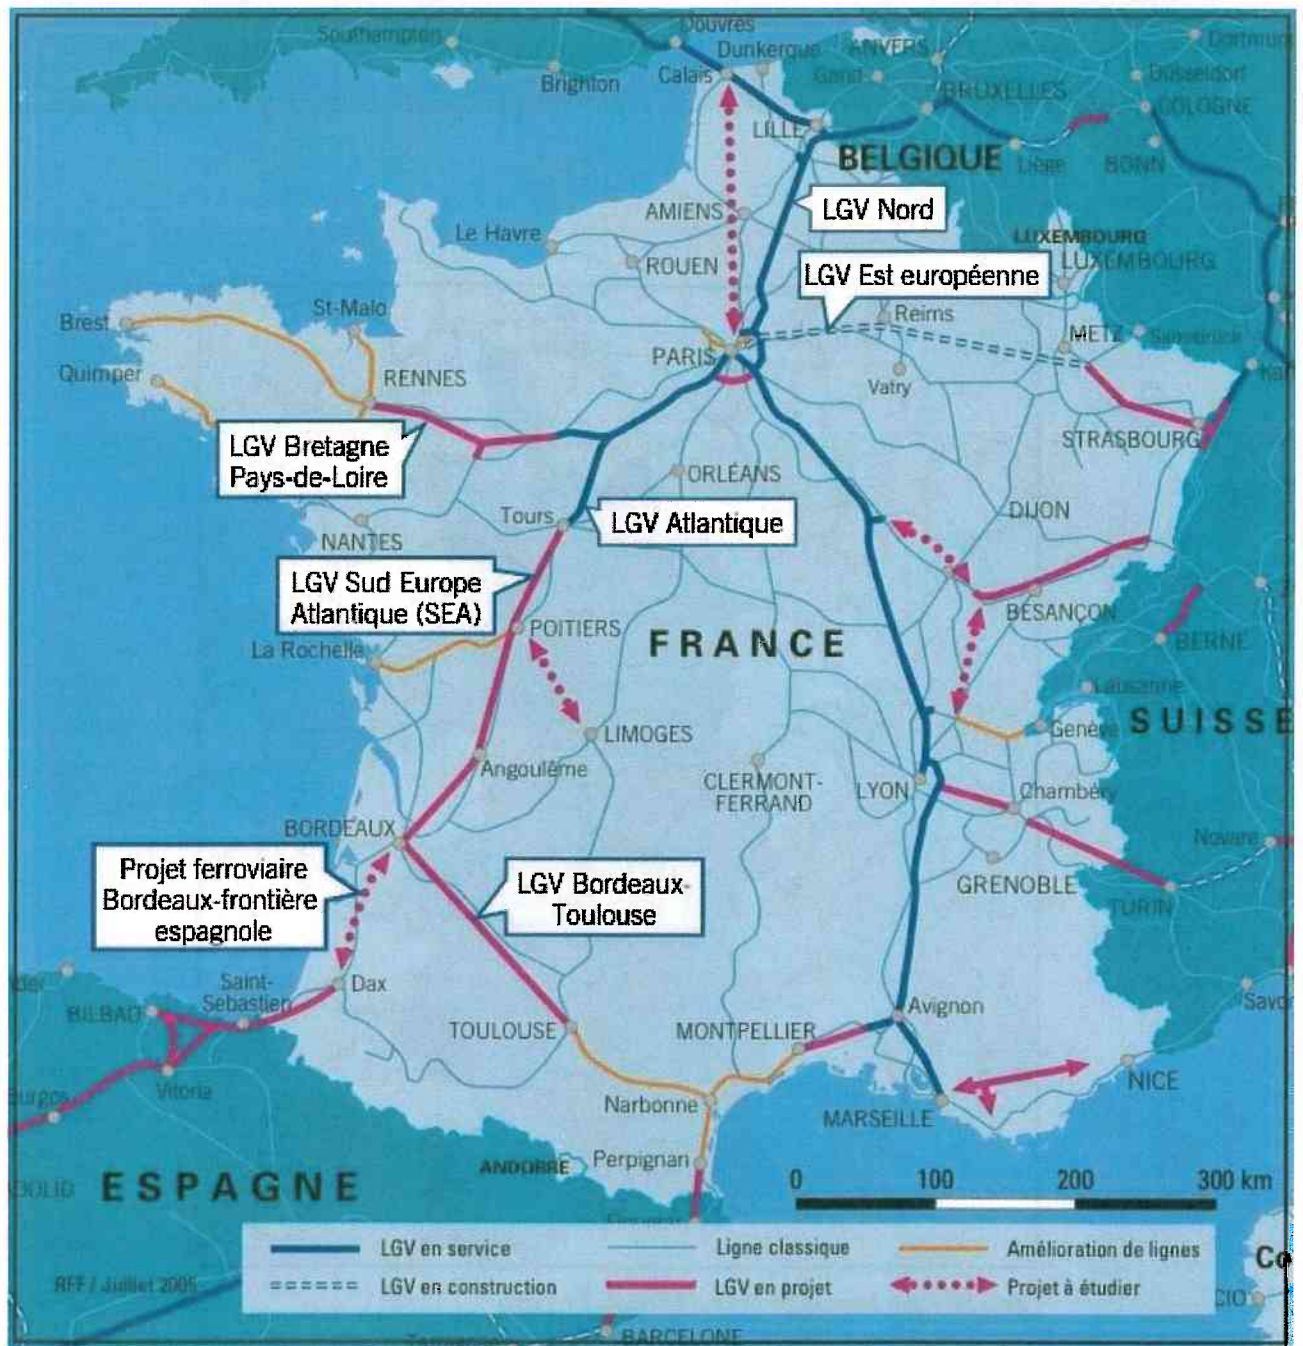 Southampton
Douvres
Dunkerque
ANVERS
Brighton
Calais
Gand
Dusseldorf
BRUXELLES
COLOGNE
LILLE
BELGIQUE
Liège
BONN
LGV Nord
AMIENS
Le Havre
ROUEN
LUXEMBOURG
LUXEMBOURG
LGV Est européenne
Reims
St-Malo
Brest
METZ
PARIS
Quimper
RENNES
Vatry
LGV Bretagne
Pays-de-Loire
STRASBOURG
ORLÉANS
Tours
LGV Atlantique
DIJON
NANTES
LGV Sud Europe
Atlantique (SEA)
BESANÇON
POITIERS
FRANCE
La Rochelle
BERNE
Lausanne
Genève
SUISSE
LIMOGES
Angoulême
CLERMONT-
FERRAND
LYON
Chambéry
BORDEAUX
Novare
Projet ferroviaire
Bordeaux-frontière
espagnole
LGV Bordeaux-
Toulouse
GRENOBLE
TURIN
Saint-
Sebastien
Dax
BILBAO
Avignon
TOULOUSE
MONTPELLIER
Vitoria
NICE
Burgos
Narbonne
MARSEILLE
ANDORRE
Perpignan
ESPAGNE
0 100 200 300 km
LGV en service
Ligne classique
Amélioration de lignes
RFF / Juillet 2005
LGV en construction
LGV en projet
Projet à étudier
BARCELONE